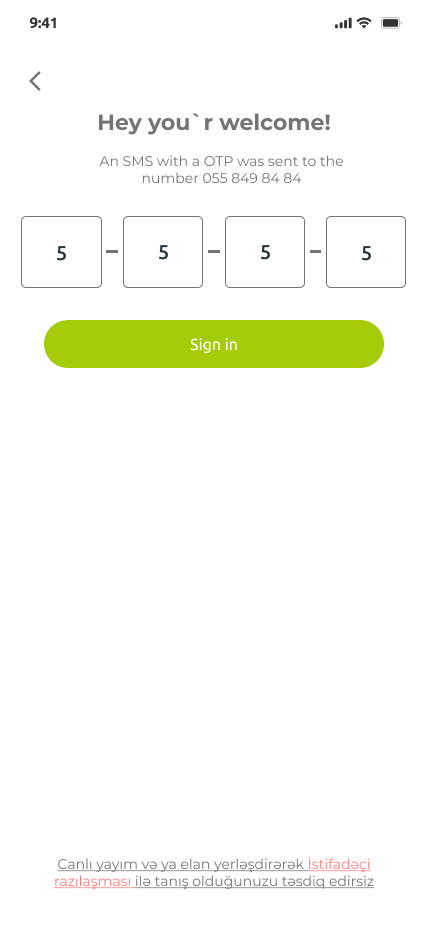 9:41
Hey you`r welcome!
An SMS with a OTP was sent to the
number 055 849 84 84
5 – 5 – 5 – 5
Sign in
Canlı yayım və ya elan yerləşdirərək İstifadəçi
razılaşması ilə tanış olduğunuzu təsdiq edirsiz